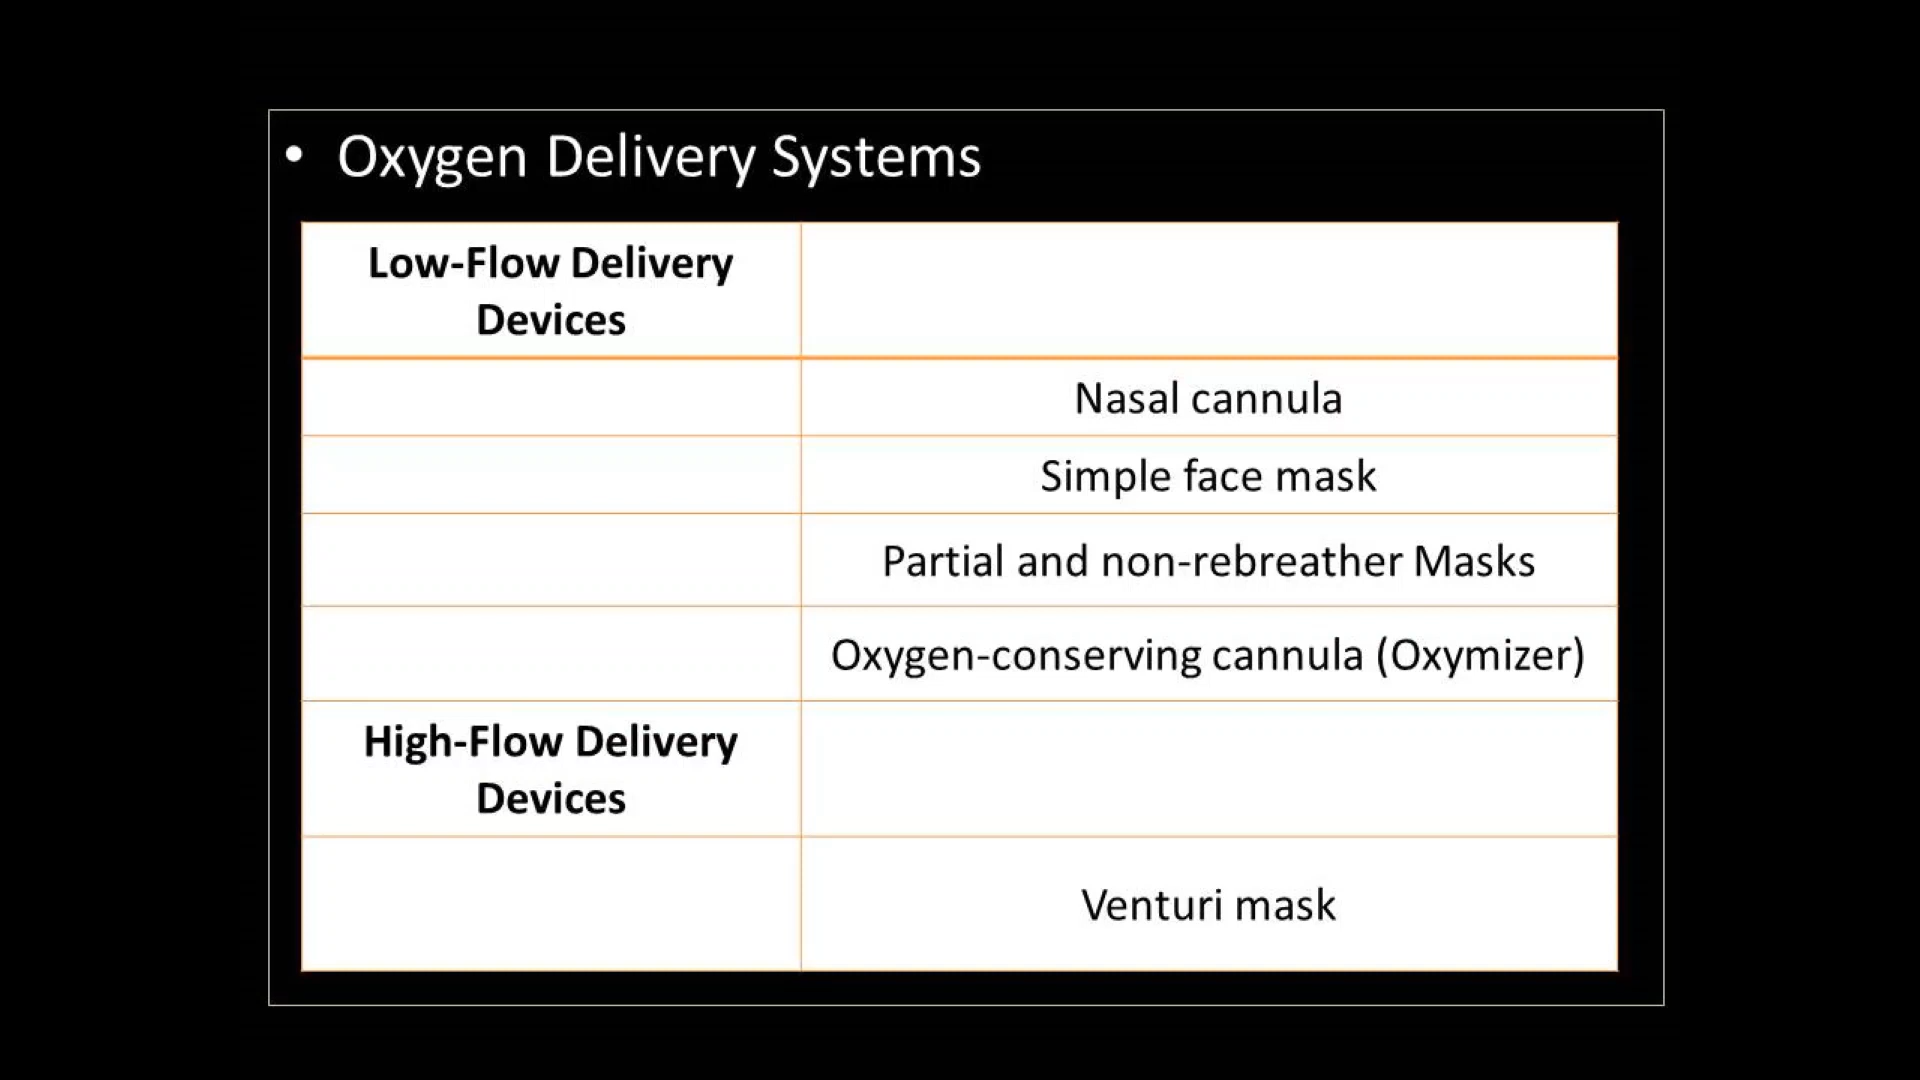 • Oxygen Delivery Systems
Low-Flow Delivery
Devices
Nasal cannula
Simple face mask
Partial and non-rebreather Masks
Oxygen-conserving cannula (Oxymizer)
High-Flow Delivery
Devices
Venturi mask